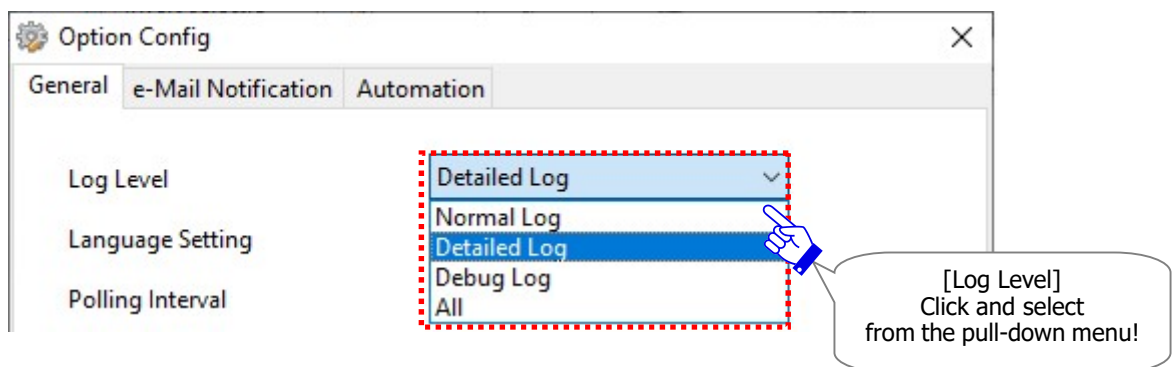 Option Config
General e-Mail Notification Automation
Log Level
Detailed Log
Normal Log
Language Setting
Detailed Log
Debug Log
Polling Interval
All
[Log Level]
Click and select
from the pull-down menu!